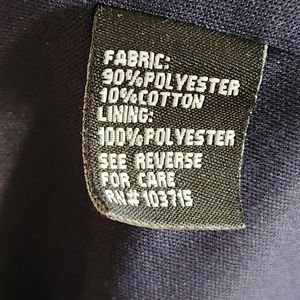 FABRIC:
90%POLYESTER
10%COTTON
LINING:
100%POLYESTER
SEE REVERSE
FOR CARE
RN# 103715